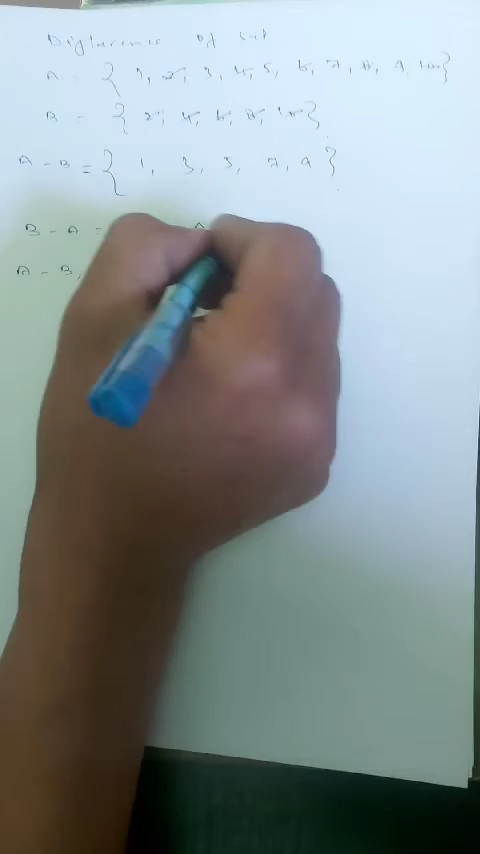 Difference of set
A = { 1, 2, 3, 4, 5, 6, 7, 8, 9, 10 }
B = { 2, 4, 6, 8, 10 }
A - B = { 1, 3, 5, 7, 9 }
B - A =
A - B,